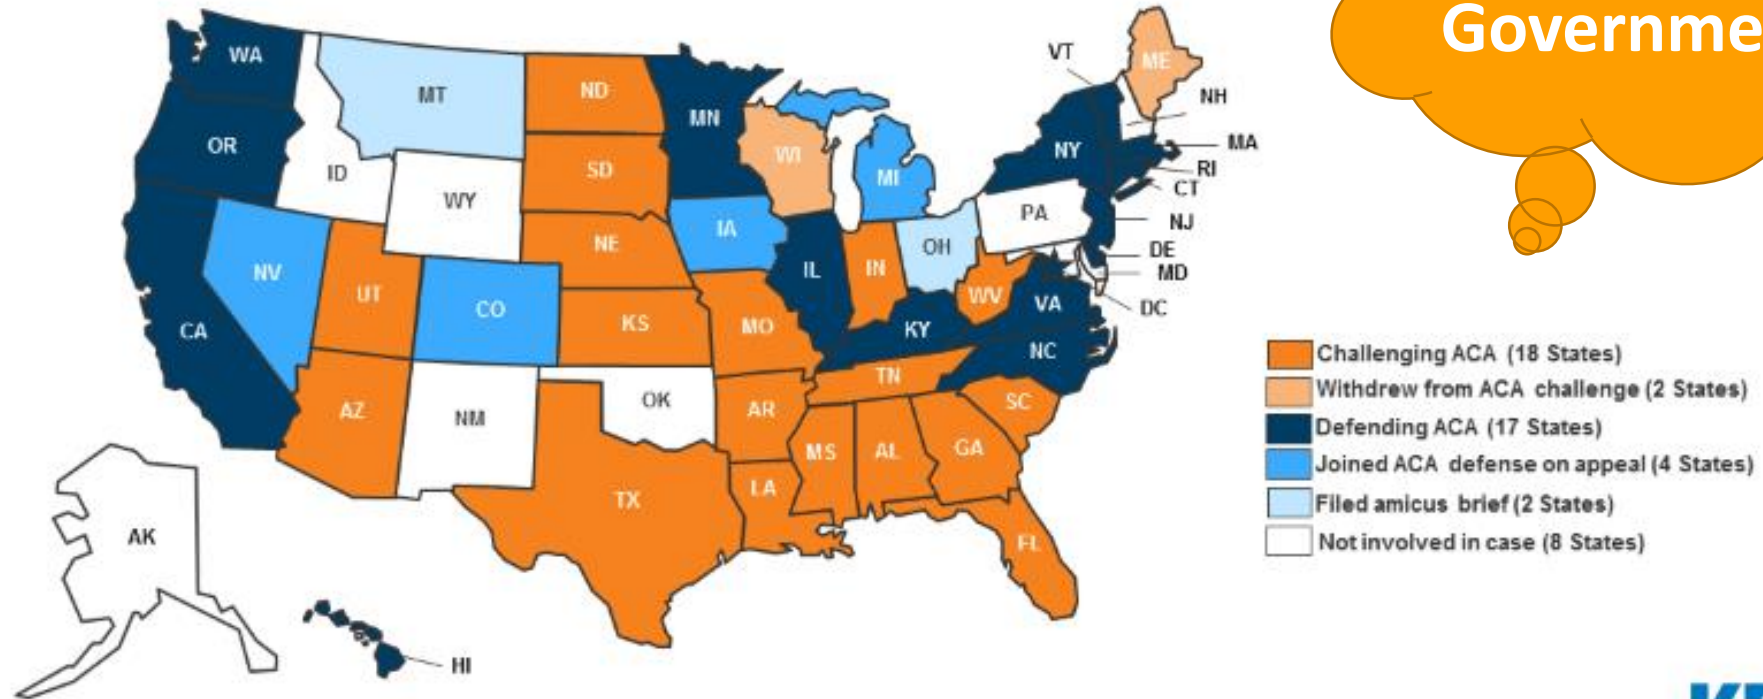 Governme
WA
MT
ND
MN
VT
ME
NH
OR
ID
SD
WI
MI
NY
MA
RI
CT
WY
PA
NJ
NE
IA
OH
DE
MD
NV
UT
CO
IL
IN
WV
VA
DC
CA
KS
MO
KY
NC
AZ
NM
OK
TN
AR
SC
MS
AL
GA
TX
LA
FL
AK
HI
Challenging ACA (18 States)
Withdrew from ACA challenge (2 States)
Defending ACA (17 States)
Joined ACA defense on appeal (4 States)
Filed amicus brief (2 States)
Not involved in case (8 States)